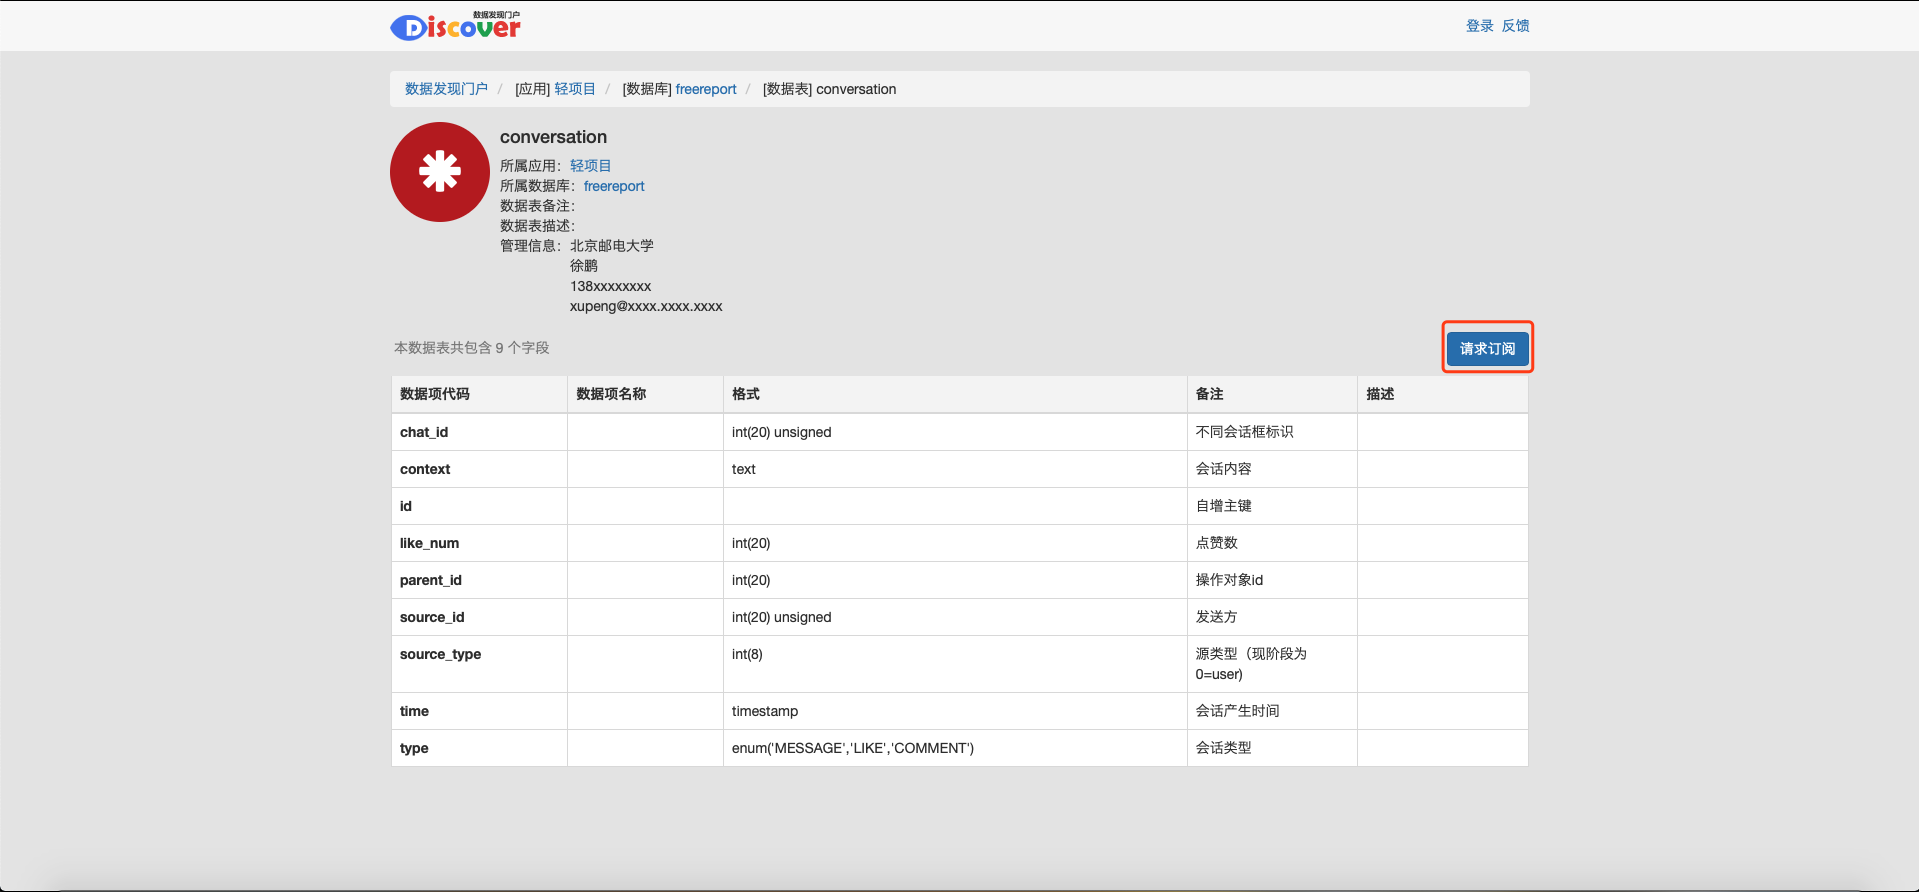 数据发现门户
Discover
登录 反馈
数据发现门户 / [应用] 轻项目 / [数据库] freereport / [数据表] conversation
conversation
所属应用：轻项目
所属数据库：freereport
数据表备注：
数据表描述：
管理信息：北京邮电大学
徐鹏
138xxxxxxxx
xupeng@xxxx.xxxx.xxxx
本数据表共包含 9 个字段
请求订阅
数据项代码 数据项名称 格式 备注 描述
chat_id int(20) unsigned 不同会话框标识
context text 会话内容
id 自增主键
like_num int(20) 点赞数
parent_id int(20) 操作对象id
source_id int(20) unsigned 发送方
source_type int(8) 源类型（现阶段为
0=user)
time timestamp 会话产生时间
type enum('MESSAGE','LIKE','COMMENT') 会话类型